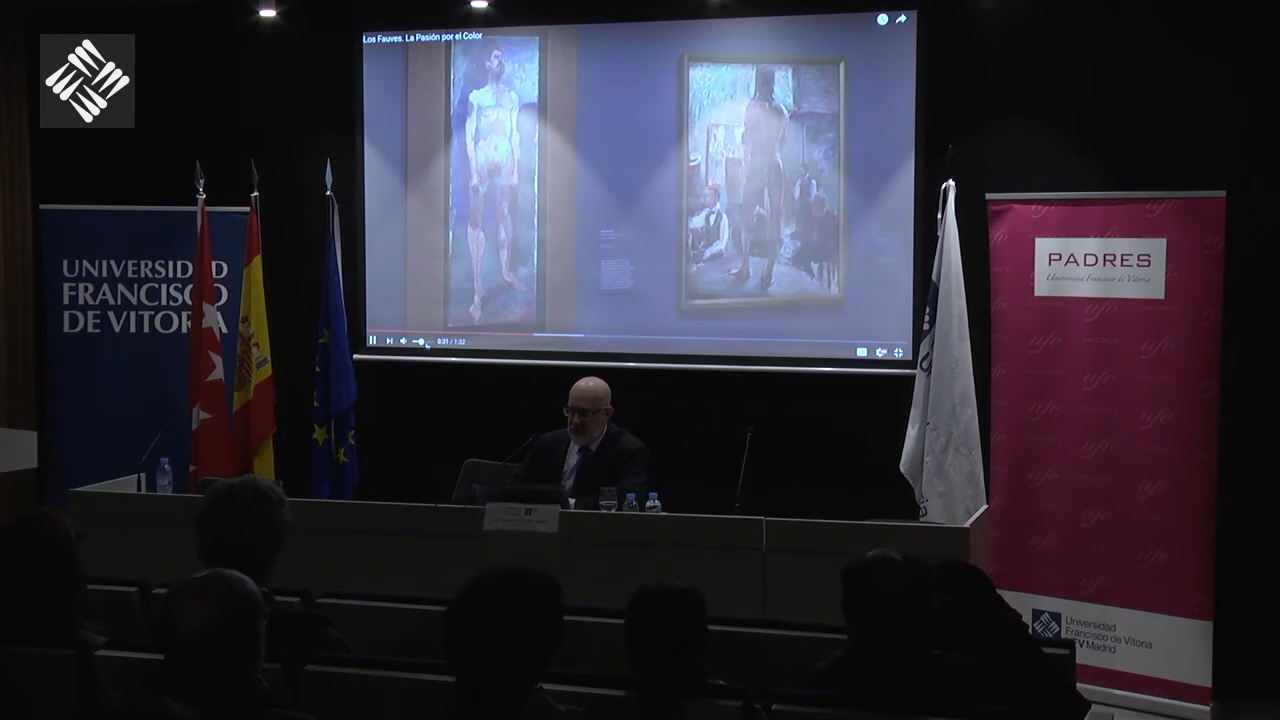 Los Fauves. La Pasión por el Color
0:31 / 1:32
UNIVERSIDAD
FRANCISCO
DE VITORIA
PADRES
Universidad Francisco de Vitoria
ufv
Universidad
Francisco de Vitoria
V Madrid